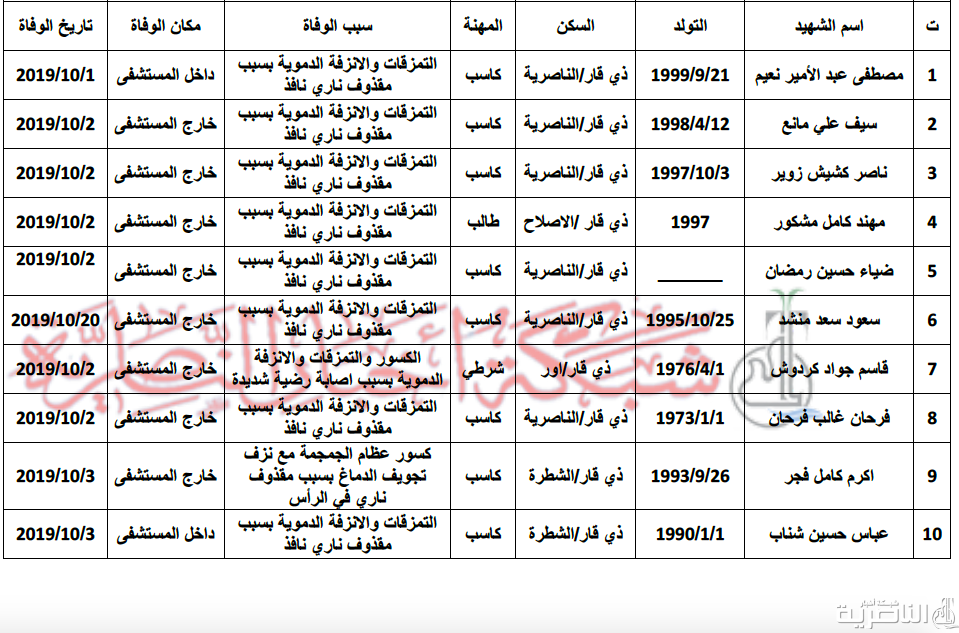 ت اسم الشهيد التولد السكن المهنة سبب الوفاة مكان الوفاة تاريخ الوفاة
1 مصطفى عبد الأمير نعيم 1999/9/21 ذي قار/الناصرية كاسب التمزقات والانزفة الدموية بسبب مقذوف ناري نافذ داخل المستشفى 2019/10/1
2 سيف علي مانع 1998/4/12 ذي قار/الناصرية كاسب التمزقات والانزفة الدموية بسبب مقذوف ناري نافذ خارج المستشفى 2019/10/2
3 ناصر كشيش زوير 1997/10/3 ذي قار/الناصرية كاسب التمزقات والانزفة الدموية بسبب مقذوف ناري نافذ خارج المستشفى 2019/10/2
4 مهند كامل مشكور 1997 ذي قار /الاصلاح طالب التمزقات والانزفة الدموية بسبب مقذوف ناري نافذ خارج المستشفى 2019/10/2
5 ضياء حسين رمضان ________ ذي قار/الناصرية كاسب التمزقات والانزفة الدموية بسبب مقذوف ناري نافذ خارج المستشفى 2019/10/2
6 سعود سعد منشد 1995/10/25 ذي قار/الناصرية كاسب التمزقات والانزفة الدموية بسبب مقذوف ناري نافذ خارج المستشفى 2019/10/20
7 قاسم جواد كردوش 1976/4/1 ذي قار/اور شرطي الكسور والتمزقات والانزفة الدموية بسبب اصابة رضية شديدة خارج المستشفى 2019/10/2
8 فرحان غالب فرحان 1973/1/1 ذي قار/الناصرية كاسب التمزقات والانزفة الدموية بسبب مقذوف ناري نافذ خارج المستشفى 2019/10/2
9 اكرم كامل فجر 1993/9/26 ذي قار/الشطرة كاسب كسور عظام الجمجمة مع نزف تجويف الدماغ بسبب مقذوف ناري في الرأس خارج المستشفى 2019/10/3
10 عباس حسين شناب 1990/1/1 ذي قار/الشطرة كاسب التمزقات والانزفة الدموية بسبب مقذوف ناري نافذ داخل المستشفى 2019/10/3
شبكة أخبار الناصرية
شبكة أخبار الناصرية